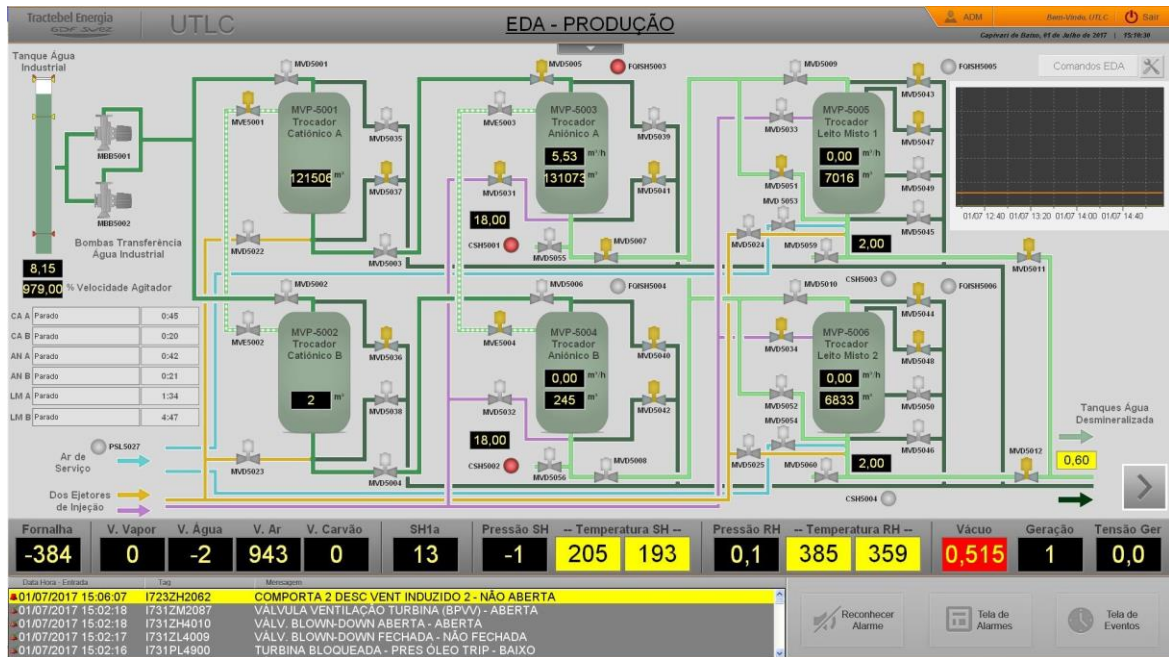 Tractebel Energia
GDF SVEZ
UTLC
EDA - PRODUÇÃO
ADM
Bem-Vindo, UTLC
Sair
Capivari de Baixo, 01 de Julho de 2017 | 15:10:30
Tanque Água
Industrial
MVD5001
MVD5005
FQISH5003
MVD5009
FQISH5005
Comandos EDA
MBB5001
MBB5002
Bombas Transferência
Água Industrial
8,15
979,00 % Velocidade Agitador
MVE5001
MVP-5001
Trocador
Catiônico A
121506 m³
MVD5035
MVD5037
MVD5022
MVD5003
MVE5003
MVP-5003
Trocador
Aniônico A
5,53 m³/h
131073 m³
MVD5039
MVD5031
MVD5041
18,00
CSH5001
MVD5055
MVD5007
MVD5033
MVP-5005
Trocador
Leito Misto 1
0,00 m³/h
7016 m³
MVD5043
MVD5047
MVD5051
MVD5049
MVD 5053
MVD5045
MVD5024
MVD5059
2,00
01/07 12:40 01/07 13:20 01/07 14:00 01/07 14:40
MVD5011
MVD5002
MVD5006
FQISH5004
MVD5010
CSH5003
FQISH5006
CA A Parado 0:45
CA B Parado 0:20
AN A Parado 0:42
AN B Parado 0:21
LM A Parado 1:34
LM B Parado 4:47
MVE5002
MVP-5002
Trocador
Catiônico B
2 m³
MVD5036
MVD5038
MVD5023
MVD5004
MVE5004
MVP-5004
Trocador
Aniônico B
0,00 m³/h
245 m³
MVD5040
MVD5032
MVD5042
18,00
CSH5002
MVD5056
MVD5008
MVD5034
MVP-5006
Trocador
Leito Misto 2
0,00 m³/h
6833 m³
MVD5044
MVD5048
MVD5052
MVD5050
MVD5054
MVD5046
MVD5025
MVD5060
2,00
CSH5004
MVD5012
Tanques Água
Desmineralizada
0,60
PSL5027
Ar de
Serviço
Dos Ejetores
de Injeção
Fornalha V. Vapor V. Água V. Ar V. Carvão SH1a Pressão SH -- Temperatura SH -- Pressão RH -- Temperatura RH -- Vácuo Geração Tensão Ger
-384 0 -2 943 0 13 -1 205 193 0,1 385 359 0,515 1 0,0
Data Hora - Entrada Tag Mensagem
01/07/2017 15:06:07 I723ZH2062 COMPORTA 2 DESC VENT INDUZIDO 2 - NÃO ABERTA
01/07/2017 15:02:18 I731ZM2087 VÁLVULA VENTILAÇÃO TURBINA (BPVV) - ABERTA
01/07/2017 15:02:18 I731ZH4010 VÁLV. BLOWN-DOWN ABERTA - ABERTA
01/07/2017 15:02:17 I731ZL4009 VÁLV. BLOWN-DOWN FECHADA - NÃO FECHADA
01/07/2017 15:02:16 I731PL4900 TURBINA BLOQUEADA - PRES ÓLEO TRIP - BAIXO
Reconhecer
Alarme
Tela de
Alarmes
Tela de
Eventos